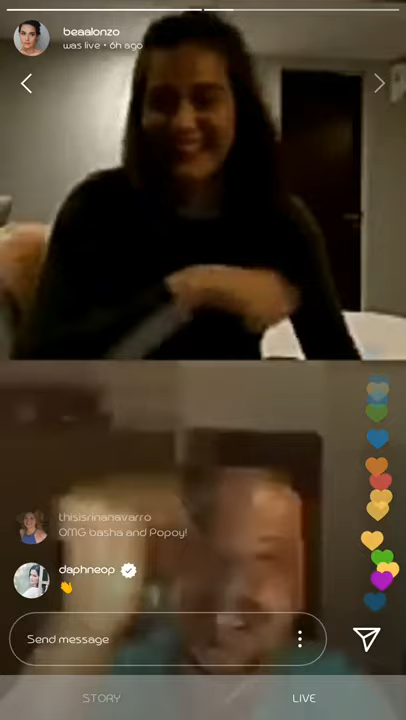 beaalonzo
was live • 6h ago
thisisrinanavarro
OMG basha and Popoy!
daphneop
Send message
STORY
LIVE